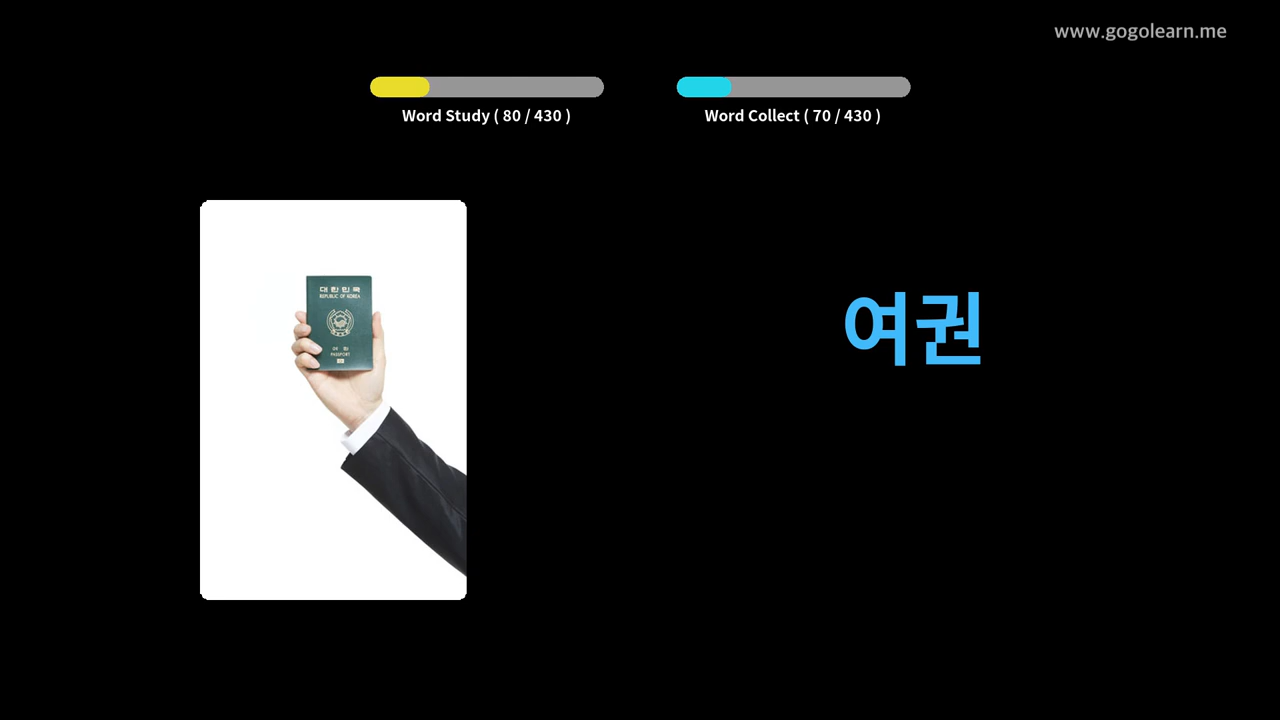 www.gogolearn.me
Word Study ( 80 / 430 )
Word Collect ( 70 / 430 )
대한민국
REPUBLIC OF KOREA
여권
PASSPORT
여권